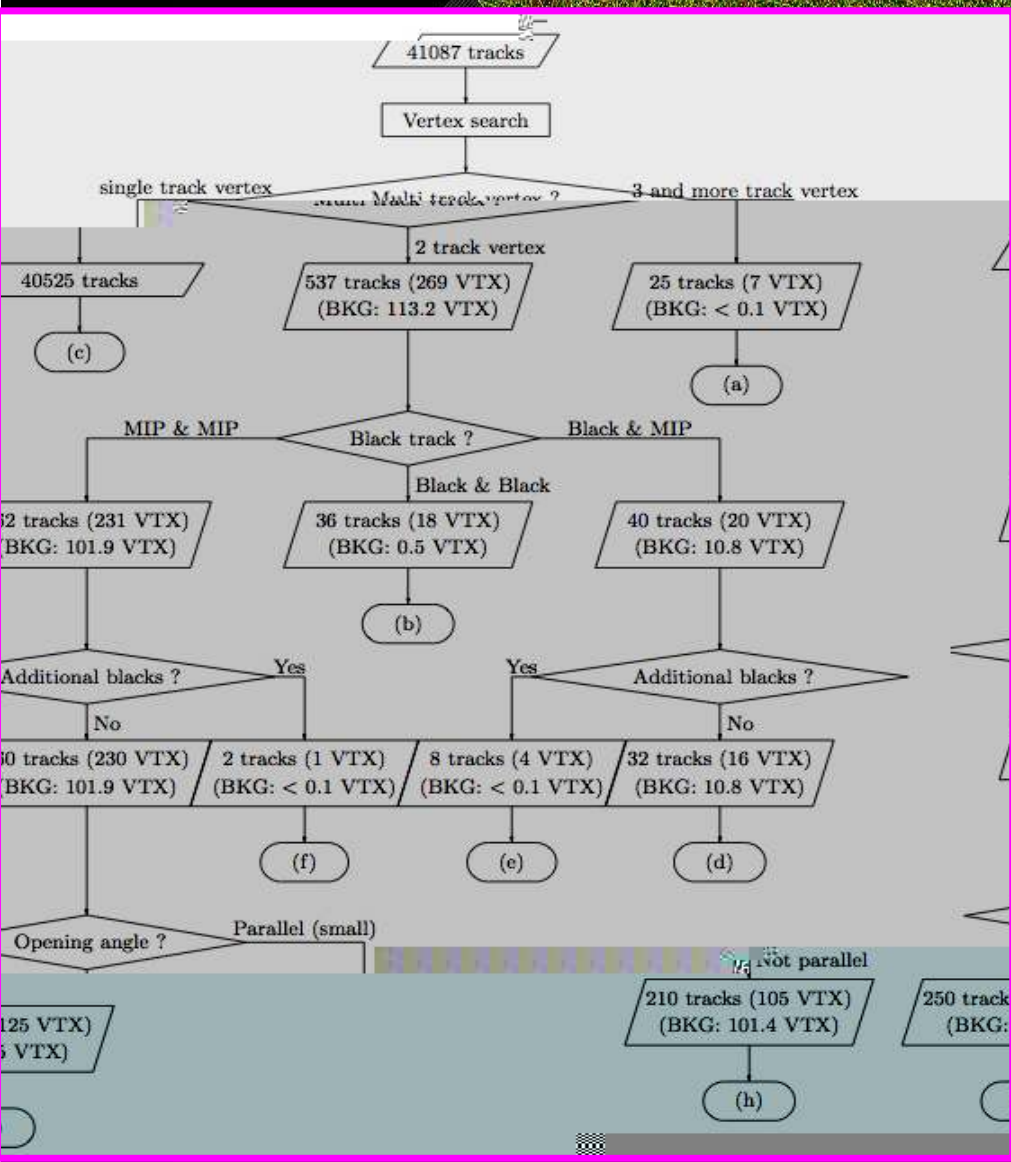 41087 tracks
Vertex search
single track vertex
3 and more track vertex
2 track vertex
40525 tracks
537 tracks (269 VTX)
(BKG: 113.2 VTX)
25 tracks (7 VTX)
(BKG: < 0.1 VTX)
(c)
(a)
MIP & MIP
Black track ?
Black & MIP
Black & Black
2 tracks (231 VTX)
BKG: 101.9 VTX)
36 tracks (18 VTX)
(BKG: 0.5 VTX)
40 tracks (20 VTX)
(BKG: 10.8 VTX)
(b)
Additional blacks ?
Yes
Yes
Additional blacks ?
No
No
0 tracks (230 VTX)
BKG: 101.9 VTX)
2 tracks (1 VTX)
(BKG: < 0.1 VTX)
8 tracks (4 VTX)
(BKG: < 0.1 VTX)
32 tracks (16 VTX)
(BKG: 10.8 VTX)
(f)
(e)
(d)
Opening angle ?
Parallel (small)
Not parallel
125 VTX)
VTX)
210 tracks (105 VTX)
(BKG: 101.4 VTX)
250 track
(BKG:
(h)